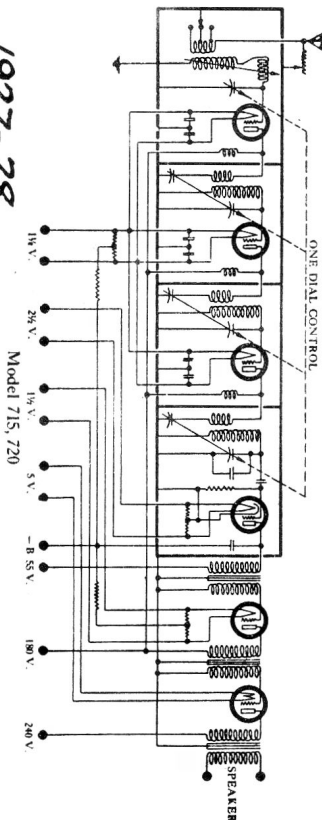 ONE DIAL CONTROL
SPEAKER
1½ V.
2½ V.
1½ V.
5 V.
– B
55 V.
180 V.
240 V.
Model 715, 720
1927-28